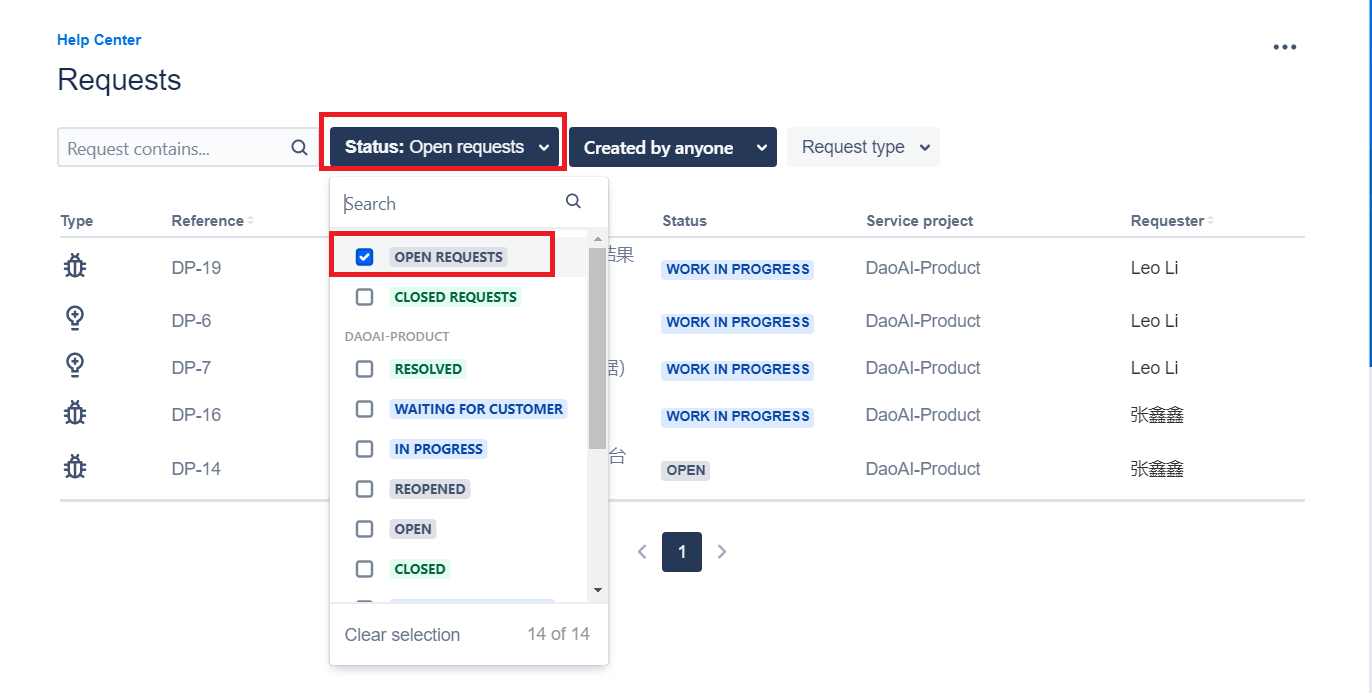 Help Center
Requests
Request contains...
Status: Open requests
Created by anyone
Request type
Search
Type
Reference
Status
Service project
Requester
OPEN REQUESTS
CLOSED REQUESTS
DAOAI-PRODUCT
RESOLVED
WAITING FOR CUSTOMER
IN PROGRESS
REOPENED
OPEN
CLOSED
Clear selection
14 of 14
DP-19
果
WORK IN PROGRESS
DaoAI-Product
Leo Li
DP-6
WORK IN PROGRESS
DaoAI-Product
Leo Li
DP-7
据)
WORK IN PROGRESS
DaoAI-Product
Leo Li
DP-16
WORK IN PROGRESS
DaoAI-Product
张鑫鑫
DP-14
台
OPEN
DaoAI-Product
张鑫鑫
1